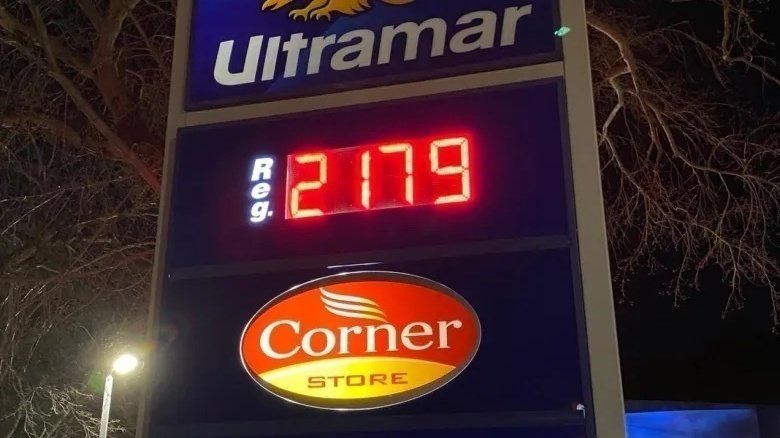 Ultramar
Reg. 2179
Corner
STORE